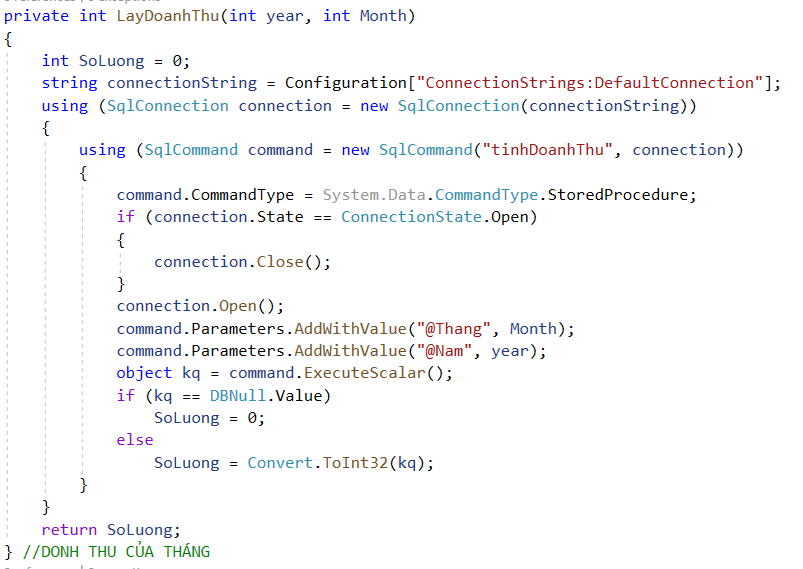 private int LayDoanhThu(int year, int Month)
{
    int SoLuong = 0;
    string connectionString = Configuration["ConnectionStrings:DefaultConnection"];
    using (SqlConnection connection = new SqlConnection(connectionString))
    {
        using (SqlCommand command = new SqlCommand("tinhDoanhThu", connection))
        {
            command.CommandType = System.Data.CommandType.StoredProcedure;
            if (connection.State == ConnectionState.Open)
            {
                connection.Close();
            }
            connection.Open();
            command.Parameters.AddWithValue("@Thang", Month);
            command.Parameters.AddWithValue("@Nam", year);
            object kq = command.ExecuteScalar();
            if (kq == DBNull.Value)
                SoLuong = 0;
            else
                SoLuong = Convert.ToInt32(kq);
        }
    }
    return SoLuong;
} //DONH THU CỦA THÁNG